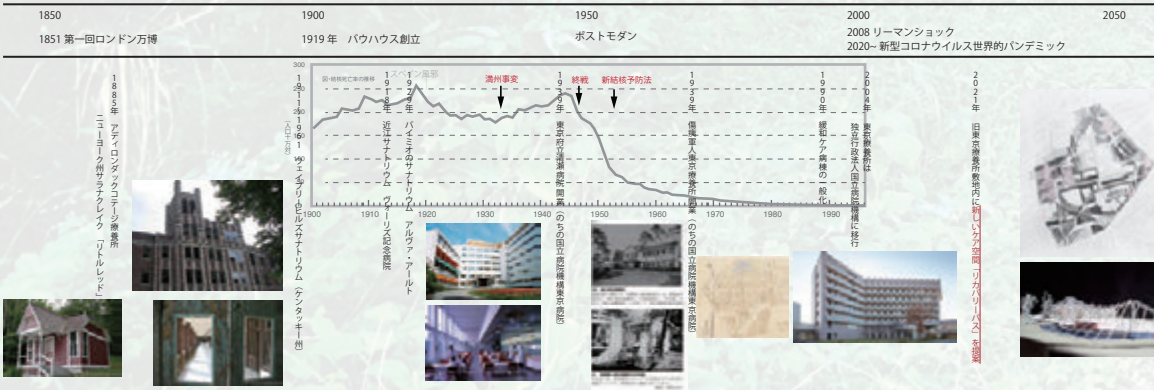 1850
1900
1950
2000
2050
1851 第一回ロンドン万博
1919 年　バウハウス創立
ポストモダン
2008 リーマンショック
2020~ 新型コロナウイルス世界的パンデミック
1885年　アディロンダックコテージ療養所
ニューヨーク州サラナクレイク　「リトルレッド」
ウェイブリーヒルズサナトリウム（ケンタッキー州）
1918年　近江サナトリウム　ヴォーリズ記念病院
1929年　パイミオのサナトリウム　アルヴァ・アールト
スペイン風邪
満州事変
終戦
新結核予防法
300
1939年　東京府立清瀬病院開業（のちの国立病院機構東京病院）
1939年　傷痍軍人東京療養所開業（のちの国立病院機構東京病院）
1990年　緩和ケア病棟の一般化
2004年　東京療養所は
独立行政法人国立病院機構に移行
2021年　旧東京療養所敷地内に新しいケア空間「リカバリーパス」を提案
1900
1910
1920
1930
1940
1950
1960
1970
1980
1990